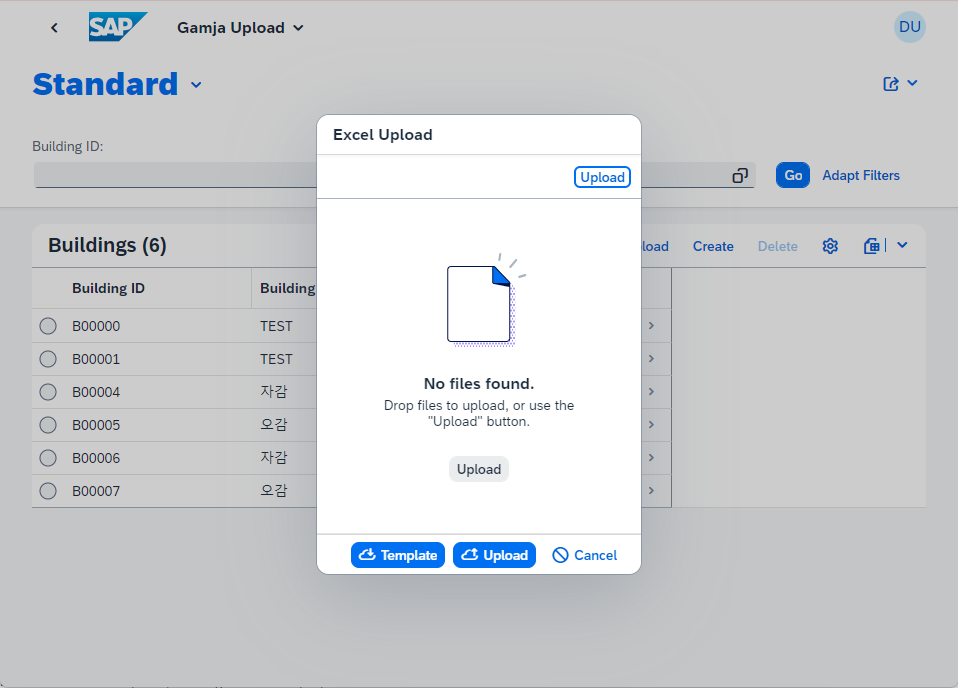 SAP Gamja Upload DU
Standard
Building ID:
Go Adapt Filters
Buildings (6) load Create Delete
Building ID Building
B00000 TEST
B00001 TEST
B00004 자감
B00005 오감
B00006 자감
B00007 오감
Excel Upload
Upload
No files found.
Drop files to upload, or use the
"Upload" button.
Upload
Template Upload Cancel